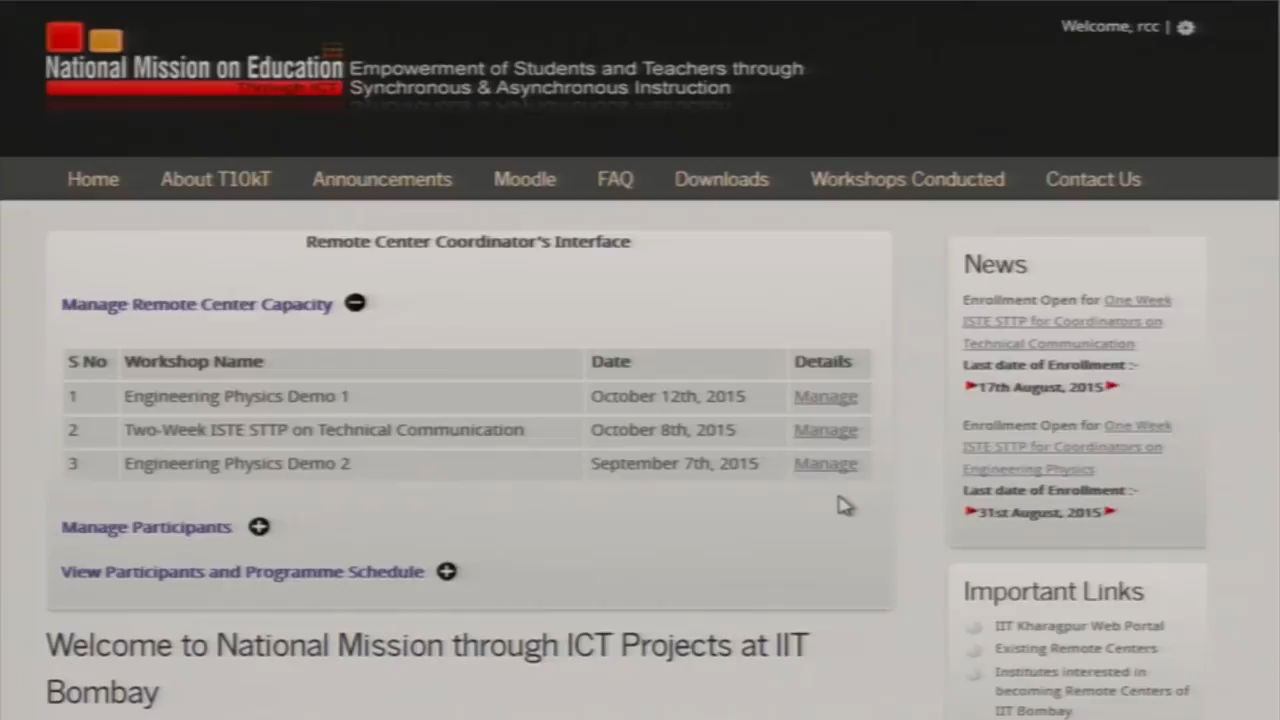 Welcome, rcc |
National Mission on Education
Through ICT
Empowerment of Students and Teachers through
Synchronous & Asynchronous Instruction
Home About T10kT Announcements Moodle FAQ Downloads Workshops Conducted Contact Us
Remote Center Coordinator's Interface
Manage Remote Center Capacity
S No Workshop Name Date Details
1 Engineering Physics Demo 1 October 12th, 2015 Manage
2 Two-Week ISTE STTP on Technical Communication October 8th, 2015 Manage
3 Engineering Physics Demo 2 September 7th, 2015 Manage
Manage Participants
View Participants and Programme Schedule
Welcome to National Mission through ICT Projects at IIT
Bombay
News
Enrollment Open for One Week
ISTE STTP for Coordinators on
Technical Communication
Last date of Enrollment :-
17th August, 2015
Enrollment Open for One Week
ISTE STTP for Coordinators on
Engineering Physics
Last date of Enrollment :-
31st August, 2015
Important Links
IIT Kharagpur Web Portal
Existing Remote Centers
Institutes interested in
becoming Remote Centers of
IIT Bombay